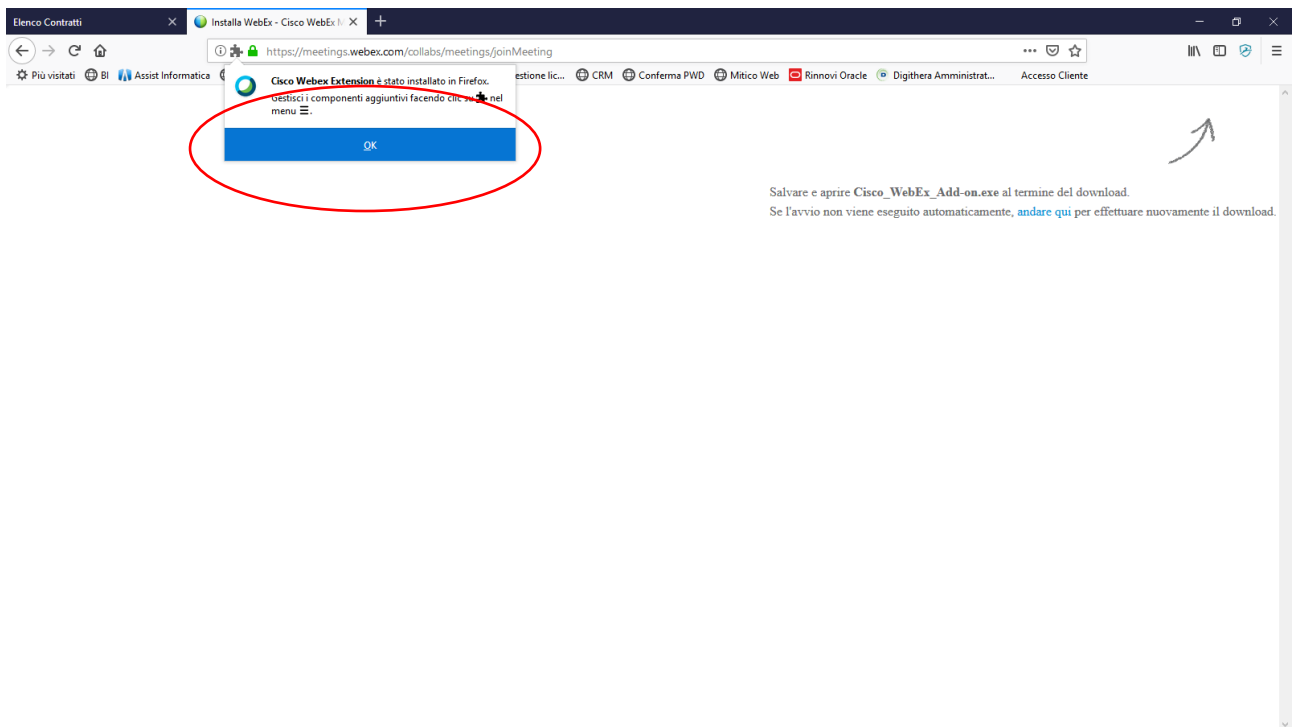 Elenco Contratti
Installa WebEx - Cisco WebEx M
https://meetings.webex.com/collabs/meetings/joinMeeting
Più visitati BI Assist Informatica estione lic... CRM Conferma PWD Mitico Web Rinnovi Oracle Digithera Amministrat... Accesso Cliente
Cisco Webex Extension è stato installato in Firefox.
Gestisci i componenti aggiuntivi facendo clic su nel
menu ☰.
OK
Salvare e aprire Cisco_WebEx_Add-on.exe al termine del download.
Se l'avvio non viene eseguito automaticamente, andare qui per effettuare nuovamente il download.